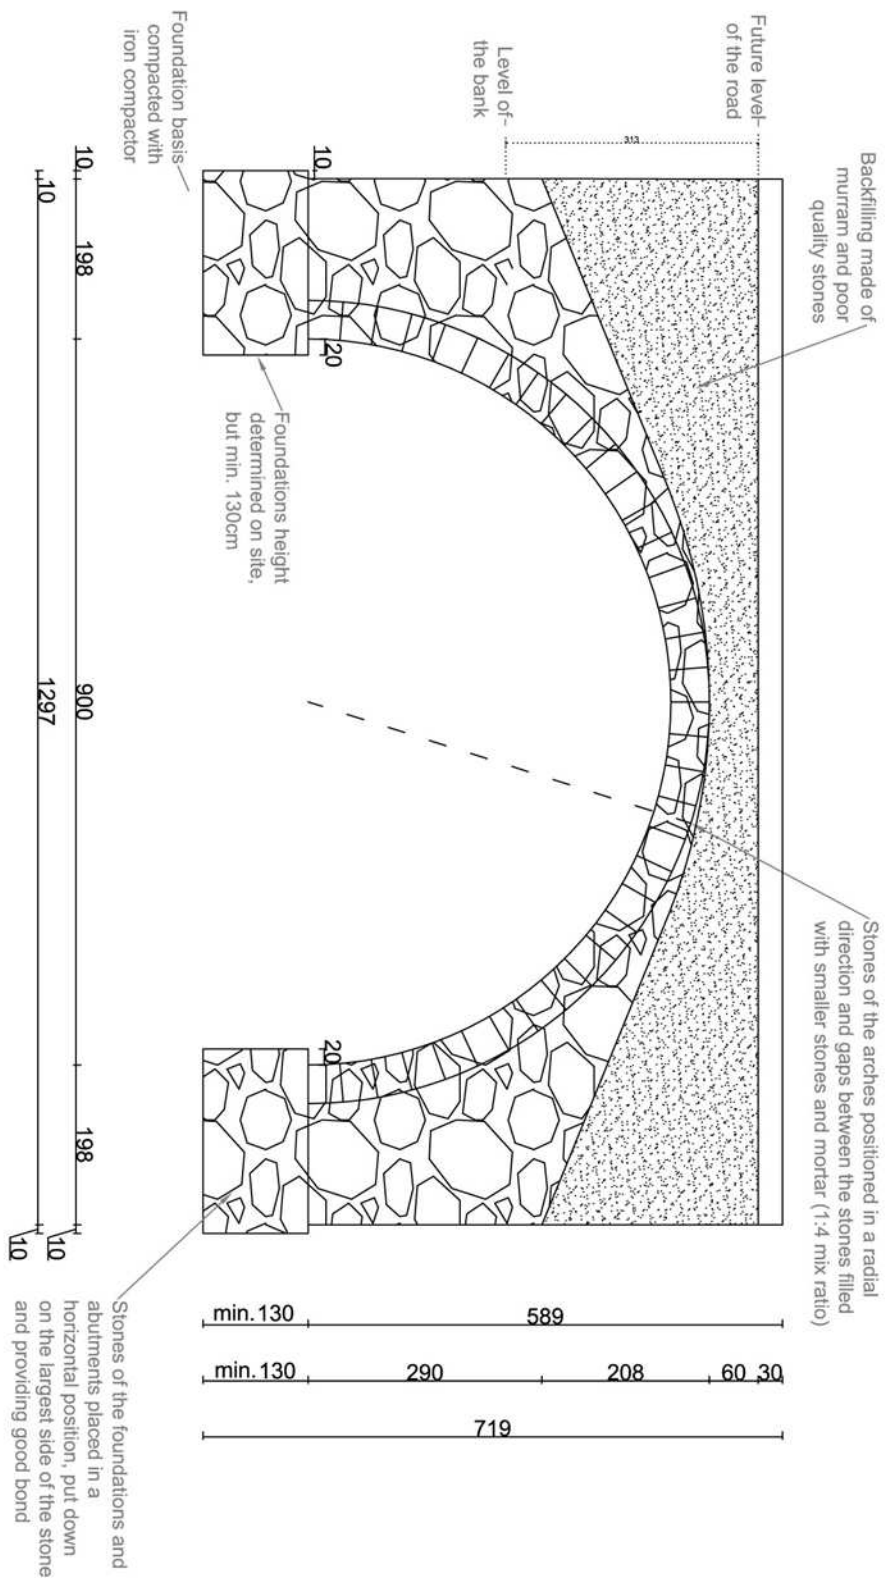 Backfilling made of
murram and poor
quality stones
Stones of the arches positioned in a radial
direction and gaps between the stones filled
with smaller stones and mortar (1:4 mix ratio)
Future level
of the road
313
Level of
the bank
30
60
208
589
290
719
min.130
min.130
10
20
20
Foundations height
determined on site,
but min. 130cm
Foundation basis
compacted with
iron compactor
Stones of the foundations and
abutments placed in a
horizontal position, put down
on the largest side of the stone
and providing good bond
10
198
900
198
10
10
1297
10